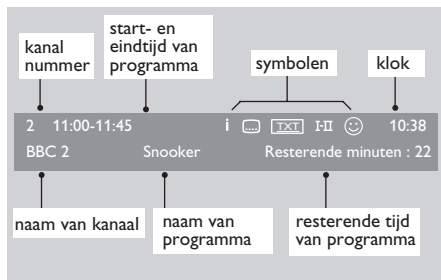 kanal
nummer
start- en
eindtijd van
programma
symbolen
klok
2 11:00-11:45 i TXT I-II 10:38
BBC 2 Snooker Resterende minuten : 22
naam van kanaal
naam van
programma
resterende tijd
van programma